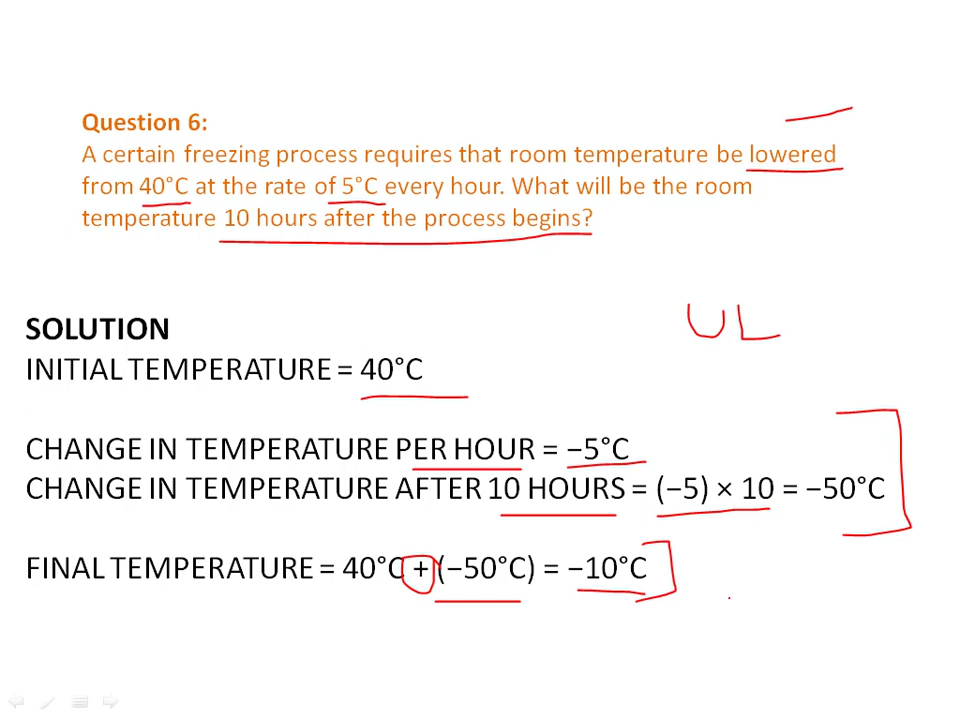 Question 6:
A certain freezing process requires that room temperature be lowered
from 40°C at the rate of 5°C every hour. What will be the room
temperature 10 hours after the process begins?
SOLUTION
UL
INITIAL TEMPERATURE = 40°C
CHANGE IN TEMPERATURE PER HOUR = −5°C
CHANGE IN TEMPERATURE AFTER 10 HOURS = (−5) × 10 = −50°C
FINAL TEMPERATURE = 40°C + (−50°C) = −10°C